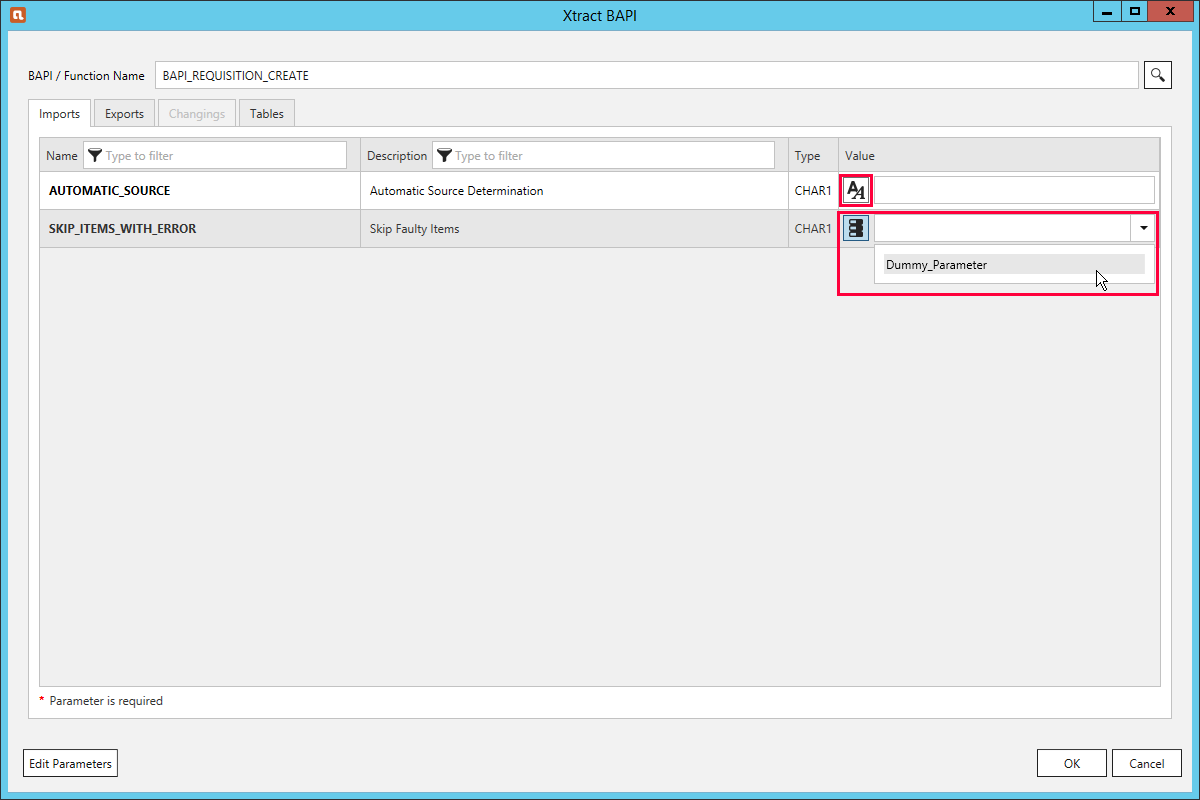 Xtract BAPI
BAPI / Function Name BAPI_REQUISITION_CREATE
Imports Exports Changings Tables
Name Type to filter Description Type to filter Type Value
AUTOMATIC_SOURCE Automatic Source Determination CHAR1
SKIP_ITEMS_WITH_ERROR Skip Faulty Items CHAR1
Dummy_Parameter
* Parameter is required
Edit Parameters OK Cancel